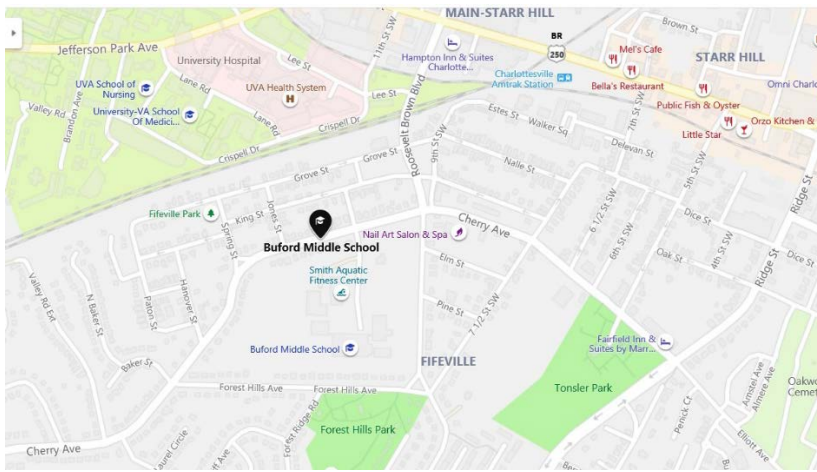 MAIN-STARR HILL
Jefferson Park Ave
11th St SW
Lee St
University Hospital
Hampton Inn & Suites
Charlotte...
BR
250
Mel's Cafe
Brown St
STARR HILL
UVA School of
Nursing
Lane Rd
UVA Health System
Charlottesville
Amtrak Station
Bella's Restaurant
Omni Charlo
Valley Rd
Brandon Ave
University-VA School
Of Medici...
Lane Rd
Lee St
Crispell Dr
Roosevelt Brown Blvd
Public Fish & Oyster
Orzo Kitchen &
Little Star
Crispell Dr
Estes St
Walker Sq
7th St SW
Delevan St
5th St SW
Ridge St
Grove St
9th St SW
Nalle St
Grove St
Fifeville Park
King St
Jones St
Spring St
Buford Middle School
Cherry Ave
Nail Art Salon & Spa
6 1/2 St SW
6th St SW
Dice St
4th St SW
Oak St
Dice St
Ridge St
Elm St
Smith Aquatic
Fitness Center
Valley Rd Ext
N Baker St
Paton St
Hanover St
Pine St
7 1/2 St SW
Buford Middle School
Fairfield Inn &
Suites by Marr...
FIFEVILLE
Baker St
Forest Hills Ave
Forest Hills Ave
Tonsler Park
Amstel Ave
Almere Ave
Oakwo
Cemet
Perick Ct
Forest Ridge Rd
Forest Hills Park
Elliott Ave
Cherry Ave
Laurel Circle